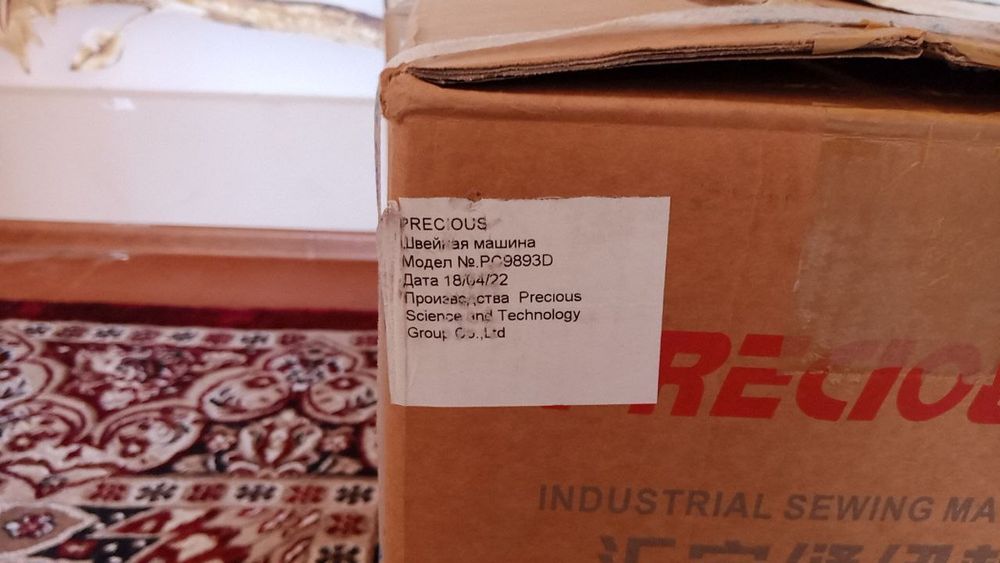 PRECIOUS
Швейная машина
Модел №.PC9893D
Дата 18/04/22
Производства Precious
Science and Technology
Group Co.,Ltd
PRECIOU
INDUSTRIAL SEWING MA